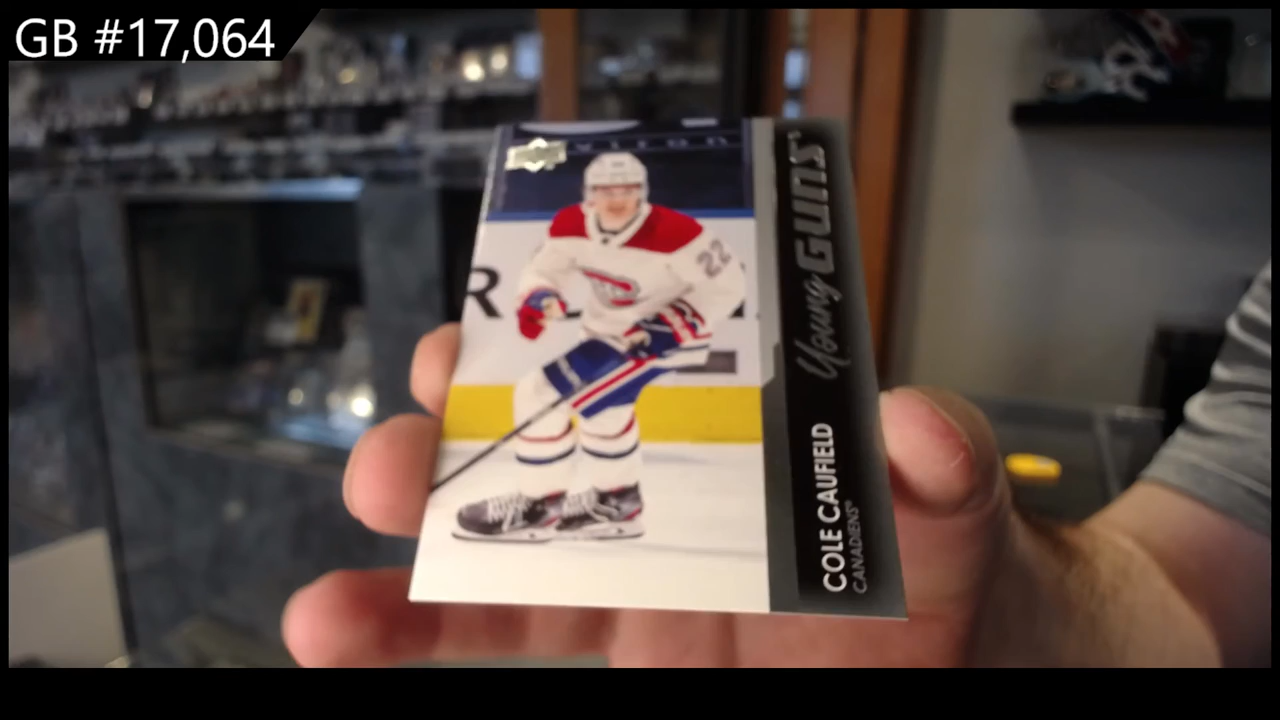 GB #17,064
22
R
Young GUNS
COLE CAUFIELD
CANADIENS®